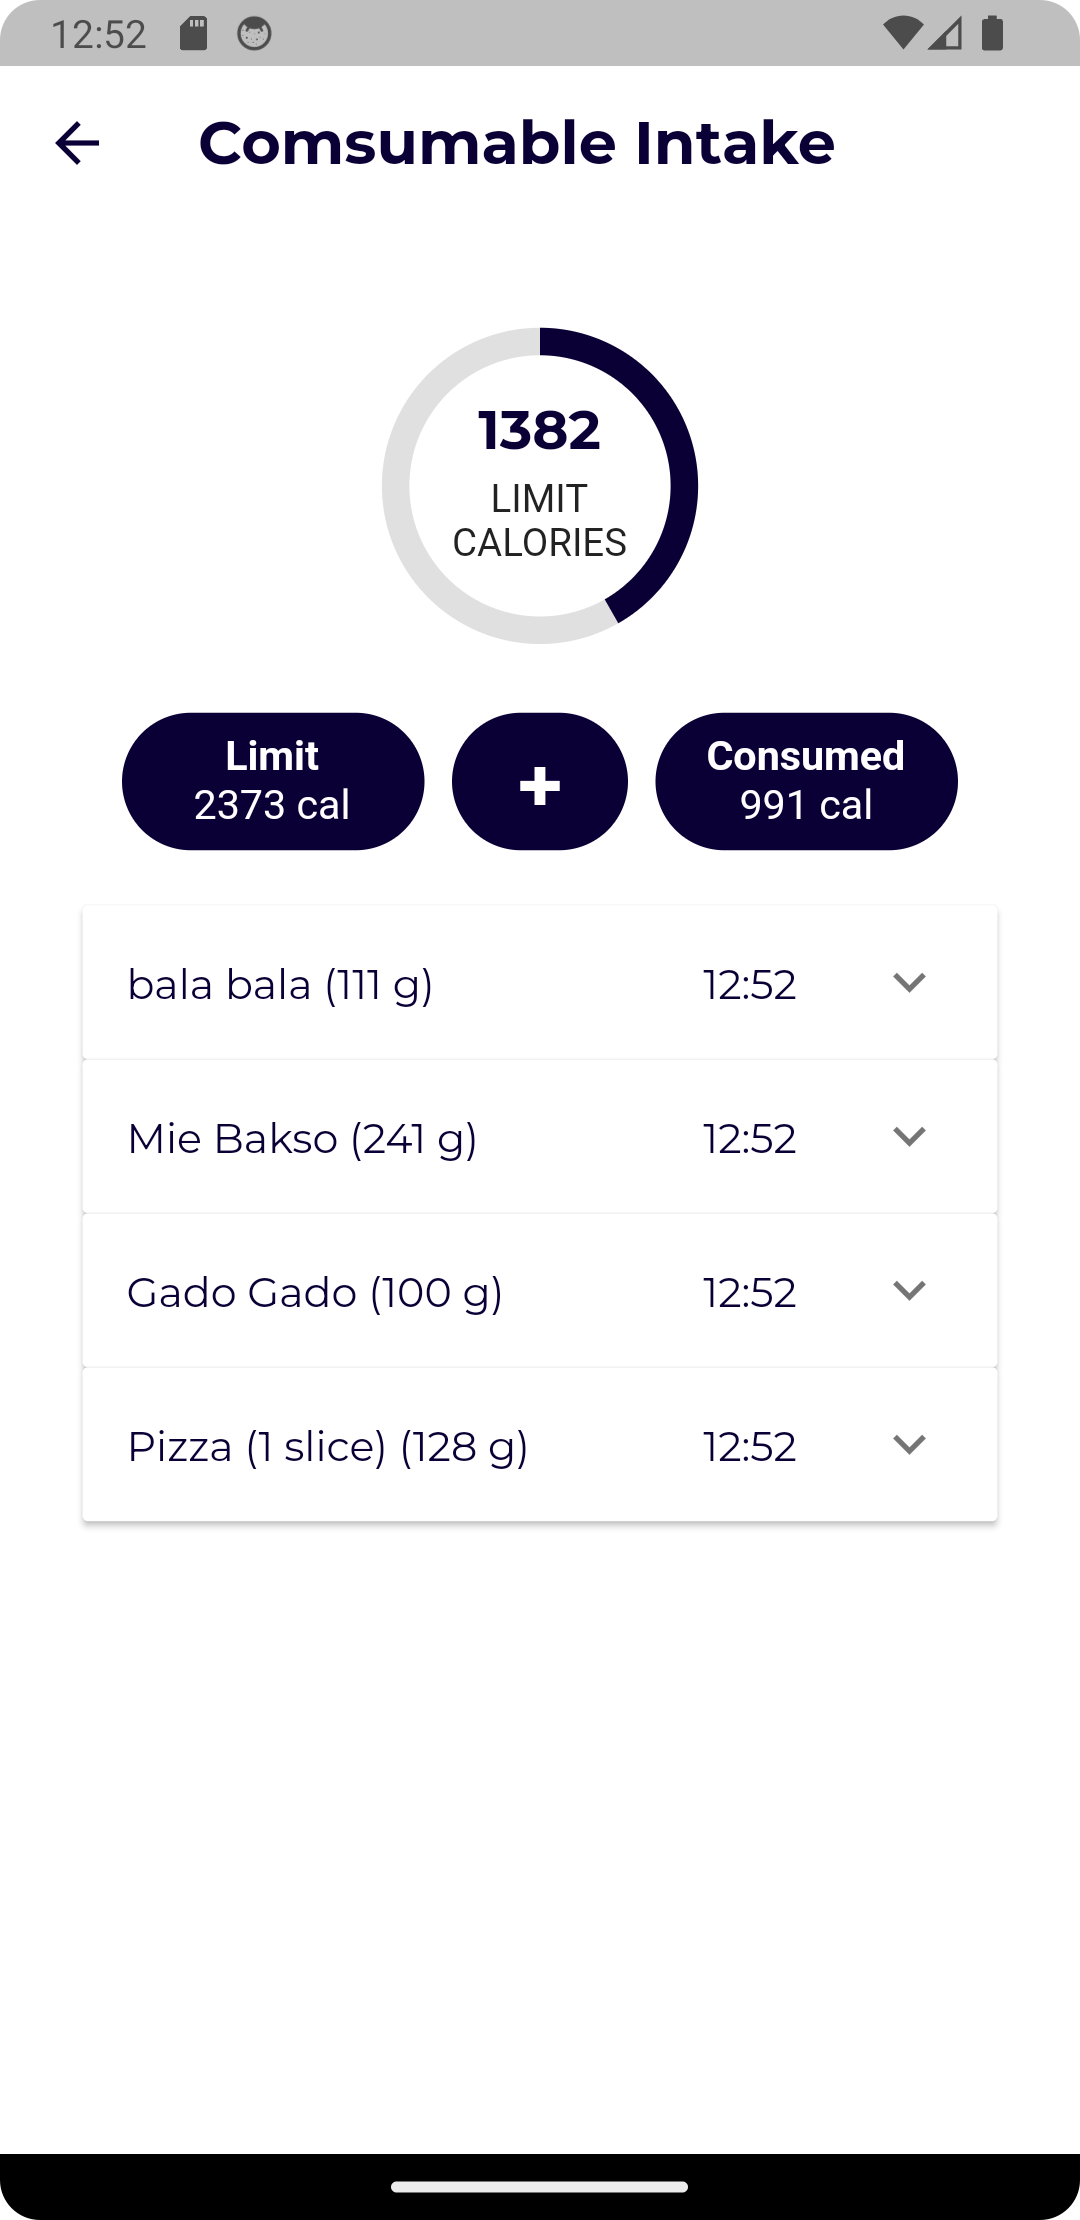 12:52
Comsumable Intake
1382
LIMIT
CALORIES
Limit
2373 cal
+
Consumed
991 cal
bala bala (111 g) 12:52
Mie Bakso (241 g) 12:52
Gado Gado (100 g) 12:52
Pizza (1 slice) (128 g) 12:52